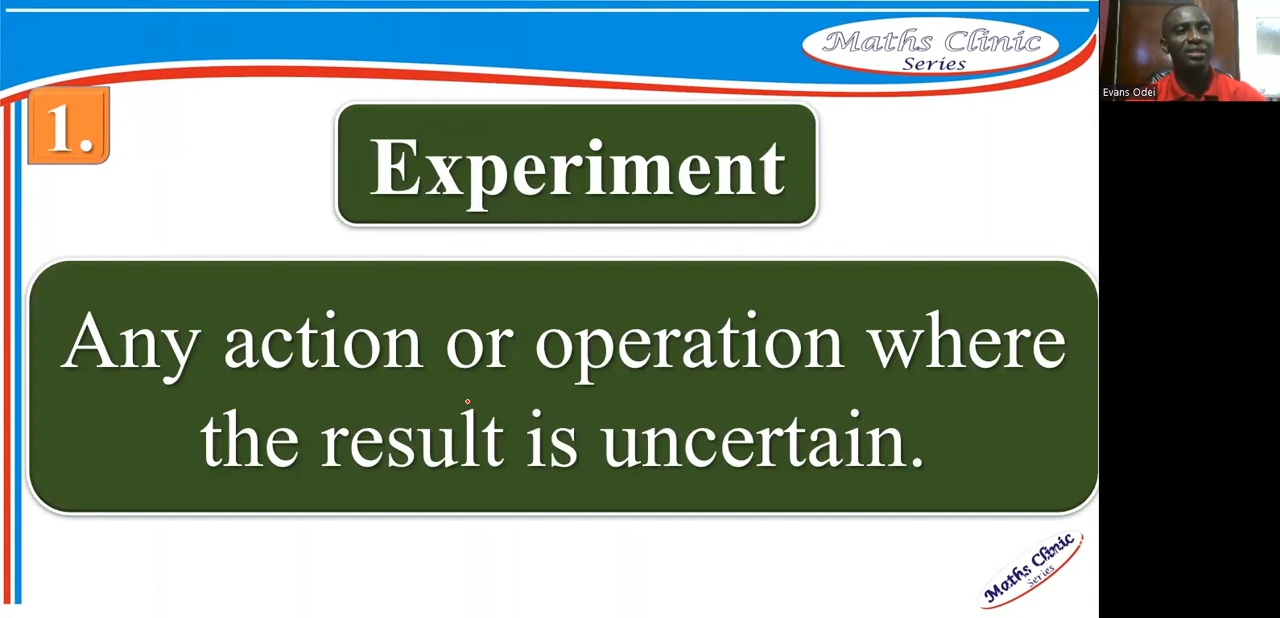 Maths Clinic
Series
Evans Odei
1.
Experiment
Any action or operation where
the result is uncertain.
Maths Clinic
Series